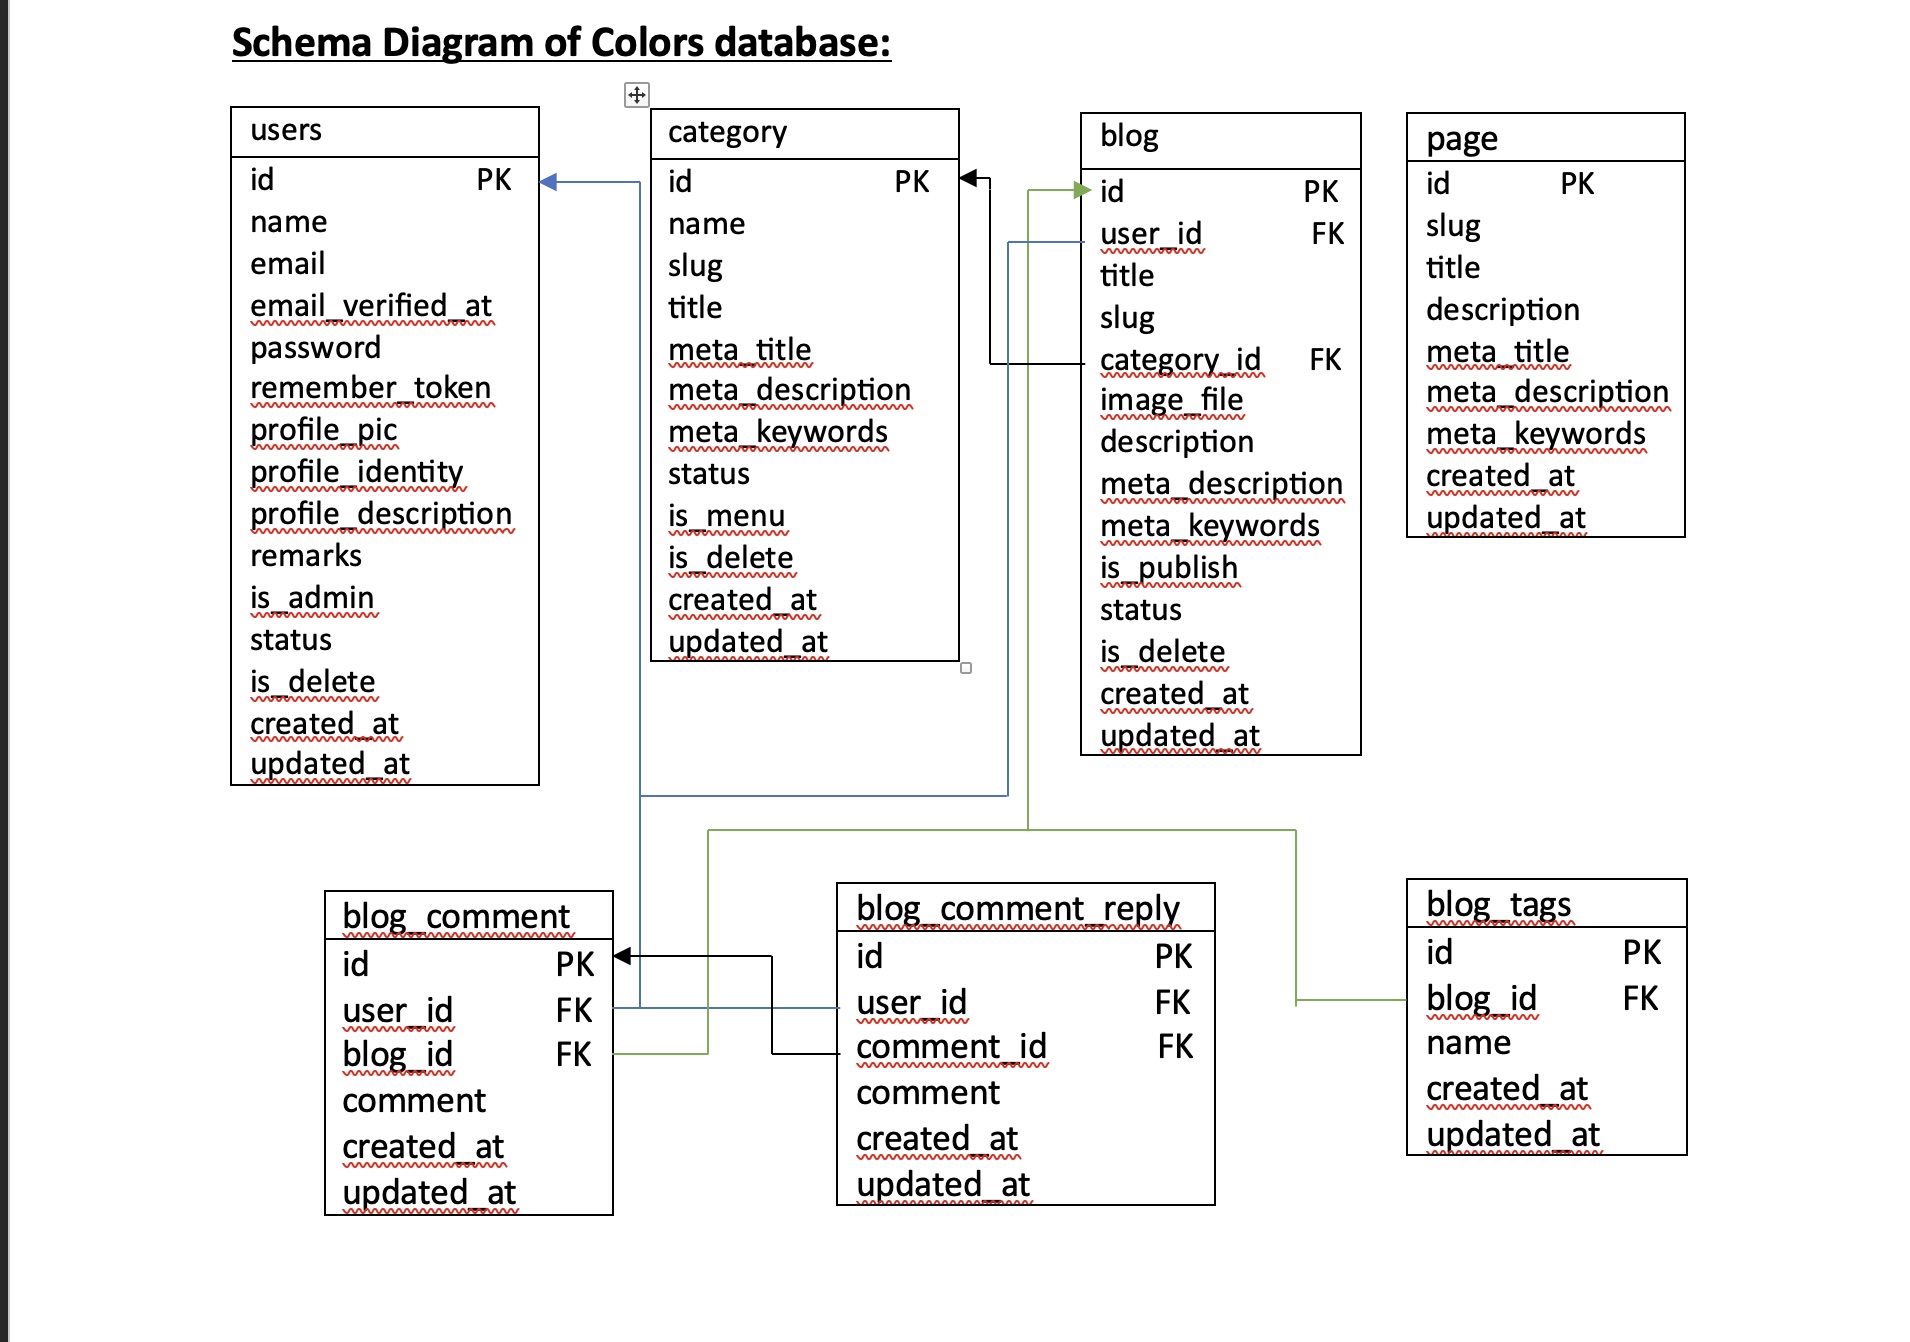 Schema Diagram of Colors database:
users
id PK
name
email
email_verified_at
password
remember_token
profile_pic
profile_identity
profile_description
remarks
is_admin
status
is_delete
created_at
updated_at
category
id PK
name
slug
title
meta_title
meta_description
meta_keywords
status
is_menu
is_delete
created_at
updated_at
blog
id PK
user_id FK
title
slug
category_id FK
image_file
description
meta_description
meta_keywords
is_publish
status
is_delete
created_at
updated_at
page
id PK
slug
title
description
meta_title
meta_description
meta_keywords
created_at
updated_at
blog_comment
id PK
user_id FK
blog_id FK
comment
created_at
updated_at
blog_comment_reply
id PK
user_id FK
comment_id FK
comment
created_at
updated_at
blog_tags
id PK
blog_id FK
name
created_at
updated_at